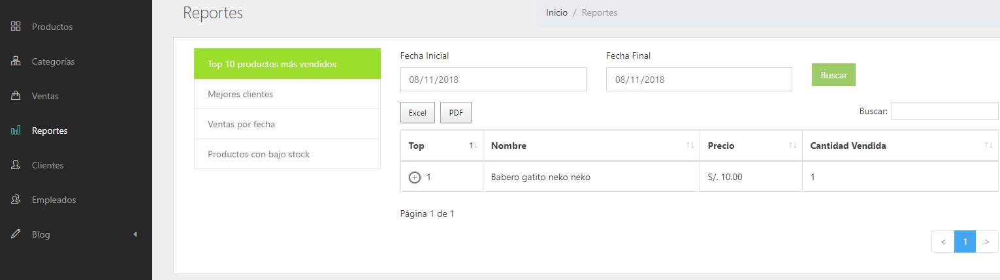 Productos
Categorías
Ventas
Reportes
Clientes
Empleados
Blog
Reportes
Inicio / Reportes
Top 10 productos más vendidos
Mejores clientes
Ventas por fecha
Productos con bajo stock
Fecha Inicial Fecha Final
08/11/2018 08/11/2018 Buscar
Excel PDF Buscar:
Top Nombre Precio Cantidad Vendida
1 Babero gatito neko neko S/. 10.00 1
Página 1 de 1
< 1 >